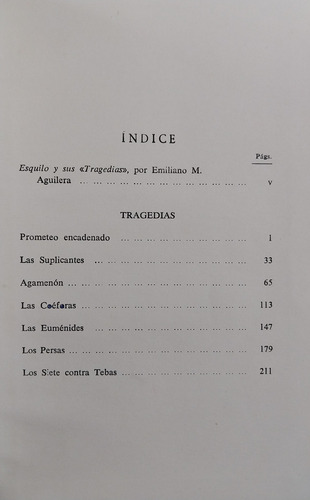 ÍNDICE
Págs.
Esquilo y sus «Tragedias», por Emiliano M.
Aguilera ... ... ... ... ... ... ... ... ... ... ... V
TRAGEDIAS
Prometeo encadenado ... ... ... ... ... ... ... ... 1
Las Suplicantes ... ... ... ... ... ... ... ... ... ... 33
Agamenón ... ... ... ... ... ... ... ... ... ... ... 65
Las Coéforas ... ... ... ... ... ... ... ... ... ... 113
Las Euménides ... ... ... ... ... ... ... ... ... ... 147
Los Persas ... ... ... ... ... ... ... ... ... ... ... 179
Los Siete contra Tebas ... ... ... ... ... ... ... ... 211